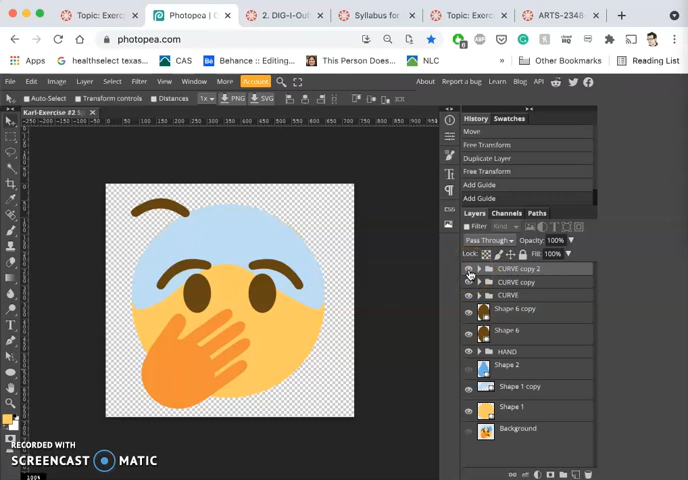 Topic: Exerc
Photopea | O
2. DIG-I-Out
Syllabus for
Topic: Exerc
ARTS-2348-
photopea.com
Apps
healthselect texas...
CAS
Behance :: Editing...
This Person Does...
NLC
Other Bookmarks
Reading List
File Edit Image Layer Select Filter View Window More Account
About Report a bug Learn Blog API
Auto-Select Transform controls Distances 1x PNG SVG
Karl-Exercise #2
History Swatches
Move
Free Transform
Duplicate Layer
Free Transform
Add Guide
Add Guide
Layers Channels Paths
Filter Kind
Pass Through Opacity: 100%
Lock: Fill: 100%
CURVE copy 2
CURVE copy
CURVE
Shape 6 copy
Shape 6
HAND
Shape 2
Shape 1 copy
Shape 1
Background
RECORDED WITH
SCREENCAST MATIC
100%